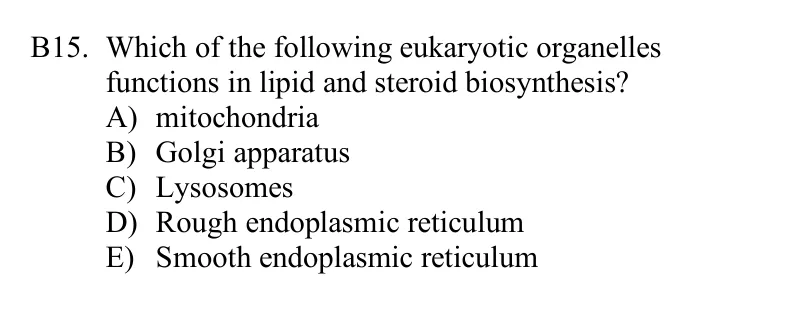 B15. Which of the following eukaryotic organelles
functions in lipid and steroid biosynthesis?
A) mitochondria
B) Golgi apparatus
C) Lysosomes
D) Rough endoplasmic reticulum
E) Smooth endoplasmic reticulum